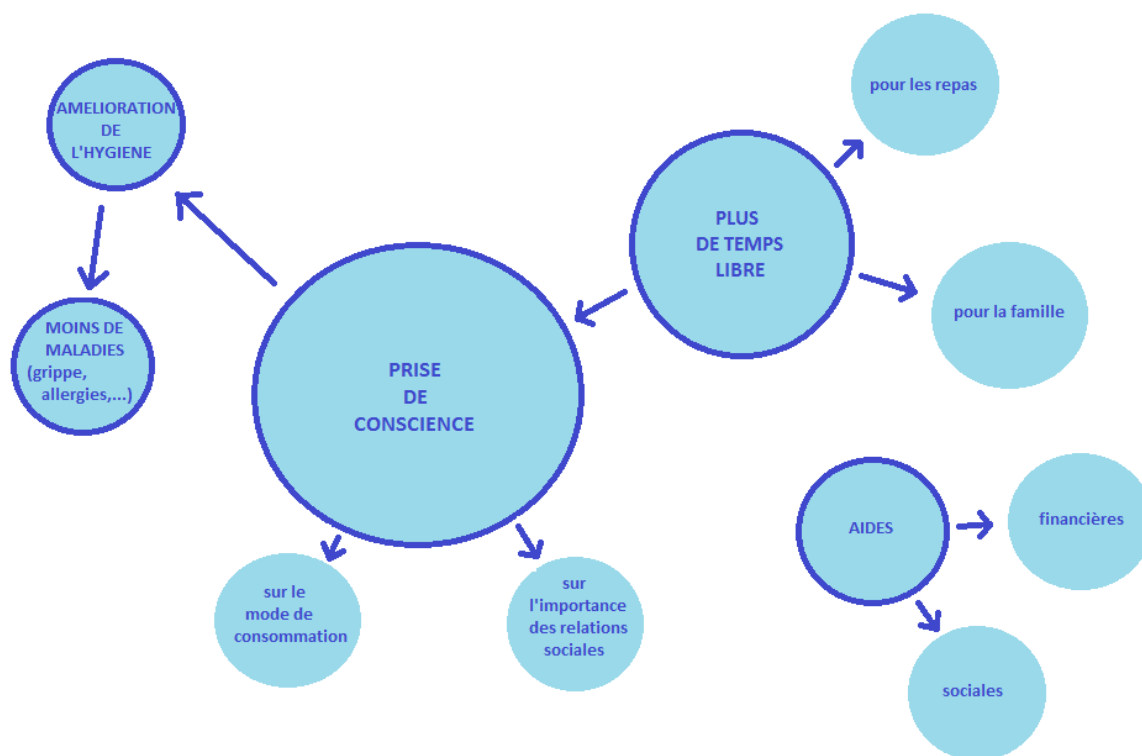 AMELIORATION
DE
L'HYGIENE
MOINS DE
MALADIES
(grippe,
allergies,...)
PRISE
DE
CONSCIENCE
sur le
mode de
consommation
sur
l'importance
des relations
sociales
PLUS
DE TEMPS
LIBRE
pour les repas
pour la famille
AIDES
financières
sociales